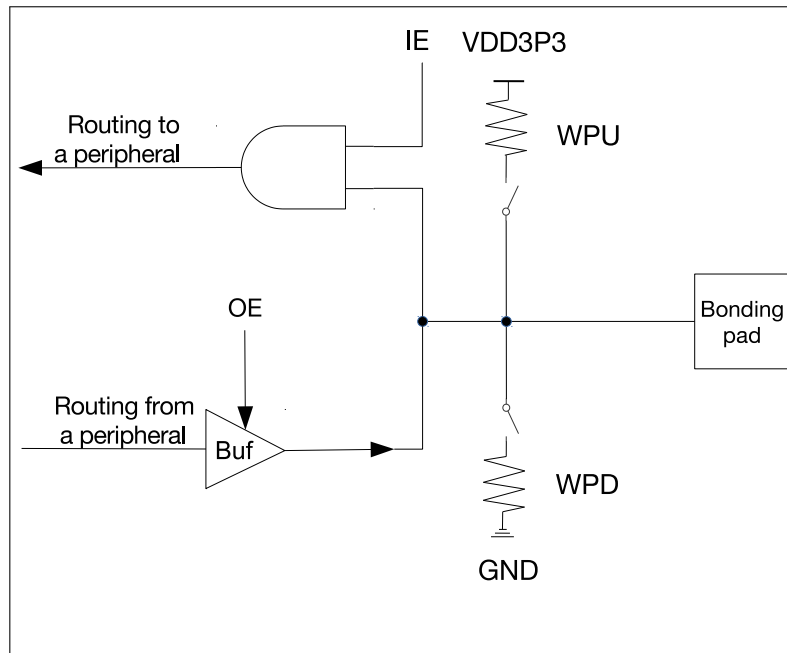 IE
VDD3P3
Routing to
a peripheral
WPU
OE
Bonding
pad
Routing from
a peripheral
Buf
WPD
GND